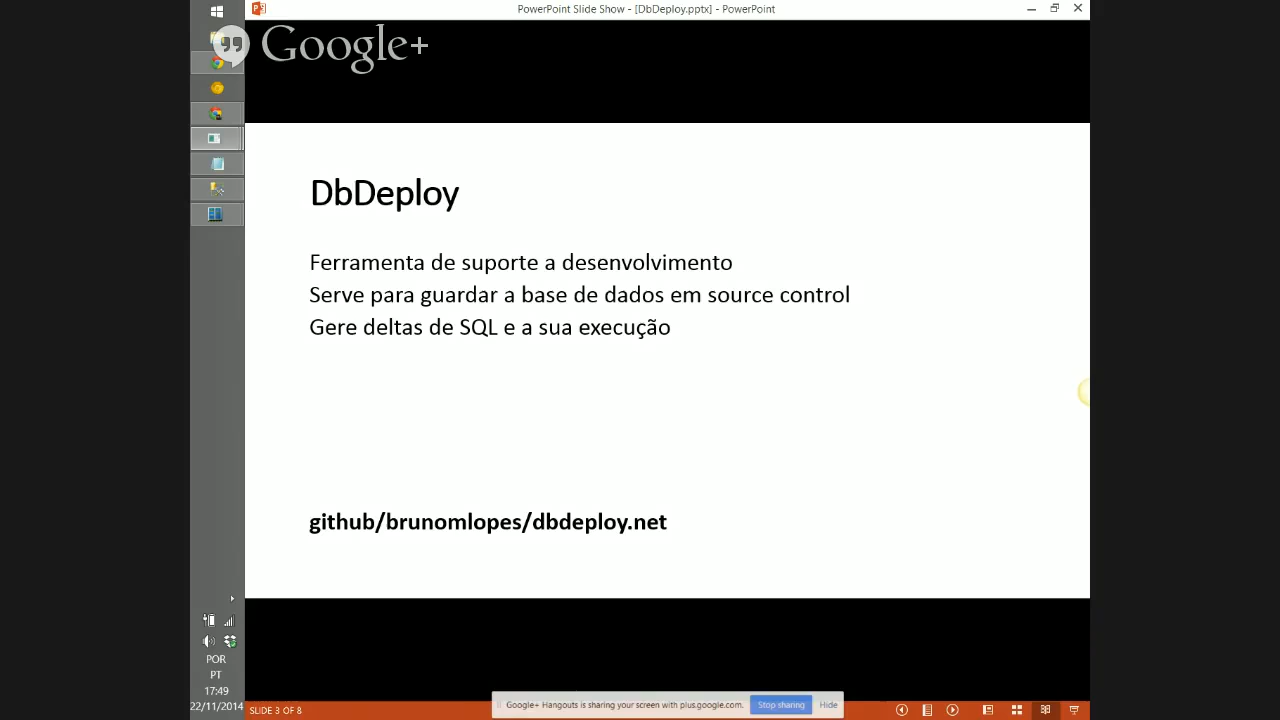 PowerPoint Slide Show - [DbDeploy.pptx] - PowerPoint
Google+
DbDeploy
Ferramenta de suporte a desenvolvimento
Serve para guardar a base de dados em source control
Gere deltas de SQL e a sua execução
github/brunomlopes/dbdeploy.net
POR
PT
17:49
22/11/2014
SLIDE 3 OF 8
Google+ Hangouts is sharing your screen with plus.google.com.
Stop sharing
Hide